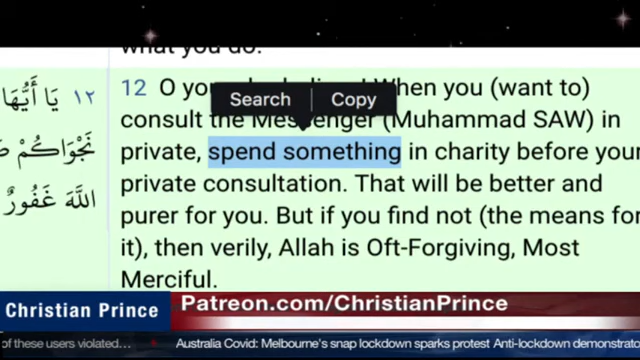 what you do.
12 O you When you (want to)
Search Copy
consult the Messenger (Muhammad SAW) in
private, spend something in charity before your
private consultation. That will be better and
purer for you. But if you find not (the means for
it), then verily, Allah is Oft-Forgiving, Most
Merciful.
١٢ يَا أَيُّهَا
نَجْوَاكُمْ
اللَّهَ غَفُورٌ
Christian Prince
Patreon.com/ChristianPrince
of these users violated...
Australia Covid: Melbourne's snap lockdown sparks protest Anti-lockdown demonstrato